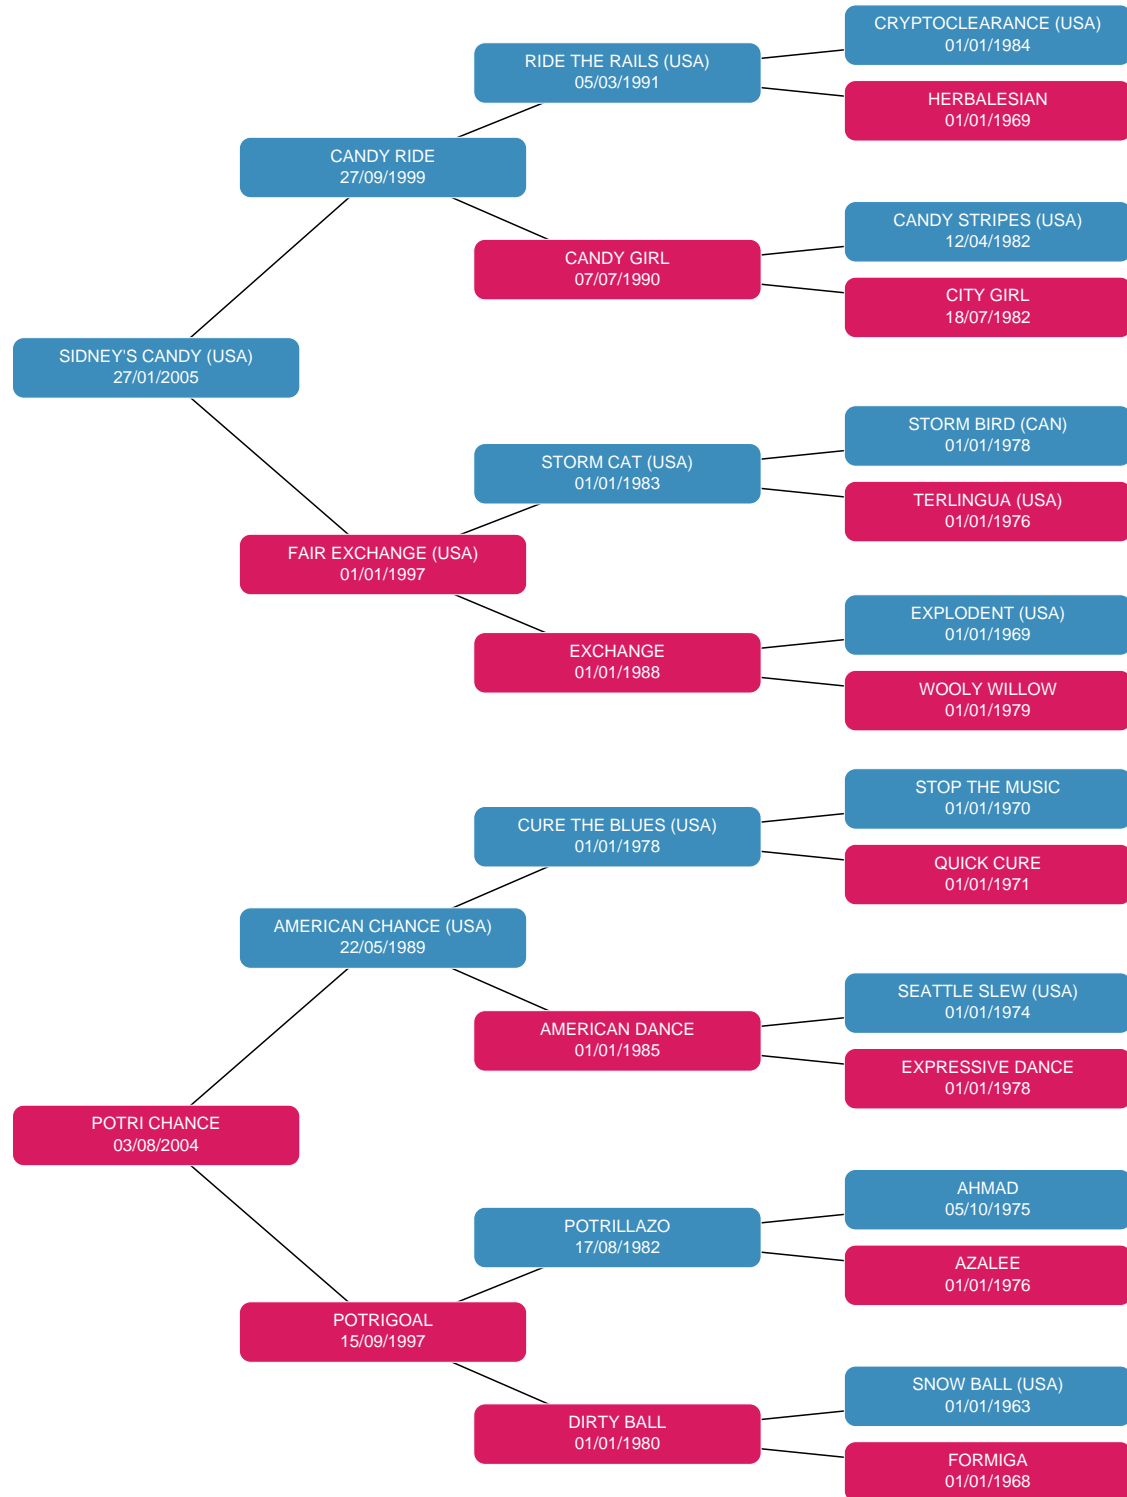 CRYPTOCLEARANCE (USA)
01/01/1984
RIDE THE RAILS (USA)
05/03/1991
HERBALESIAN
01/01/1969
CANDY RIDE
27/09/1999
CANDY STRIPES (USA)
12/04/1982
CANDY GIRL
07/07/1990
CITY GIRL
18/07/1982
SIDNEY'S CANDY (USA)
27/01/2005
STORM BIRD (CAN)
01/01/1978
STORM CAT (USA)
01/01/1983
TERLINGUA (USA)
01/01/1976
FAIR EXCHANGE (USA)
01/01/1997
EXPLODENT (USA)
01/01/1969
EXCHANGE
01/01/1988
WOOLY WILLOW
01/01/1979
STOP THE MUSIC
01/01/1970
CURE THE BLUES (USA)
01/01/1978
QUICK CURE
01/01/1971
AMERICAN CHANCE (USA)
22/05/1989
SEATTLE SLEW (USA)
01/01/1974
AMERICAN DANCE
01/01/1985
EXPRESSIVE DANCE
01/01/1978
POTRI CHANCE
03/08/2004
AHMAD
05/10/1975
POTRILLAZO
17/08/1982
AZALEE
01/01/1976
POTRIGOAL
15/09/1997
SNOW BALL (USA)
01/01/1963
DIRTY BALL
01/01/1980
FORMIGA
01/01/1968